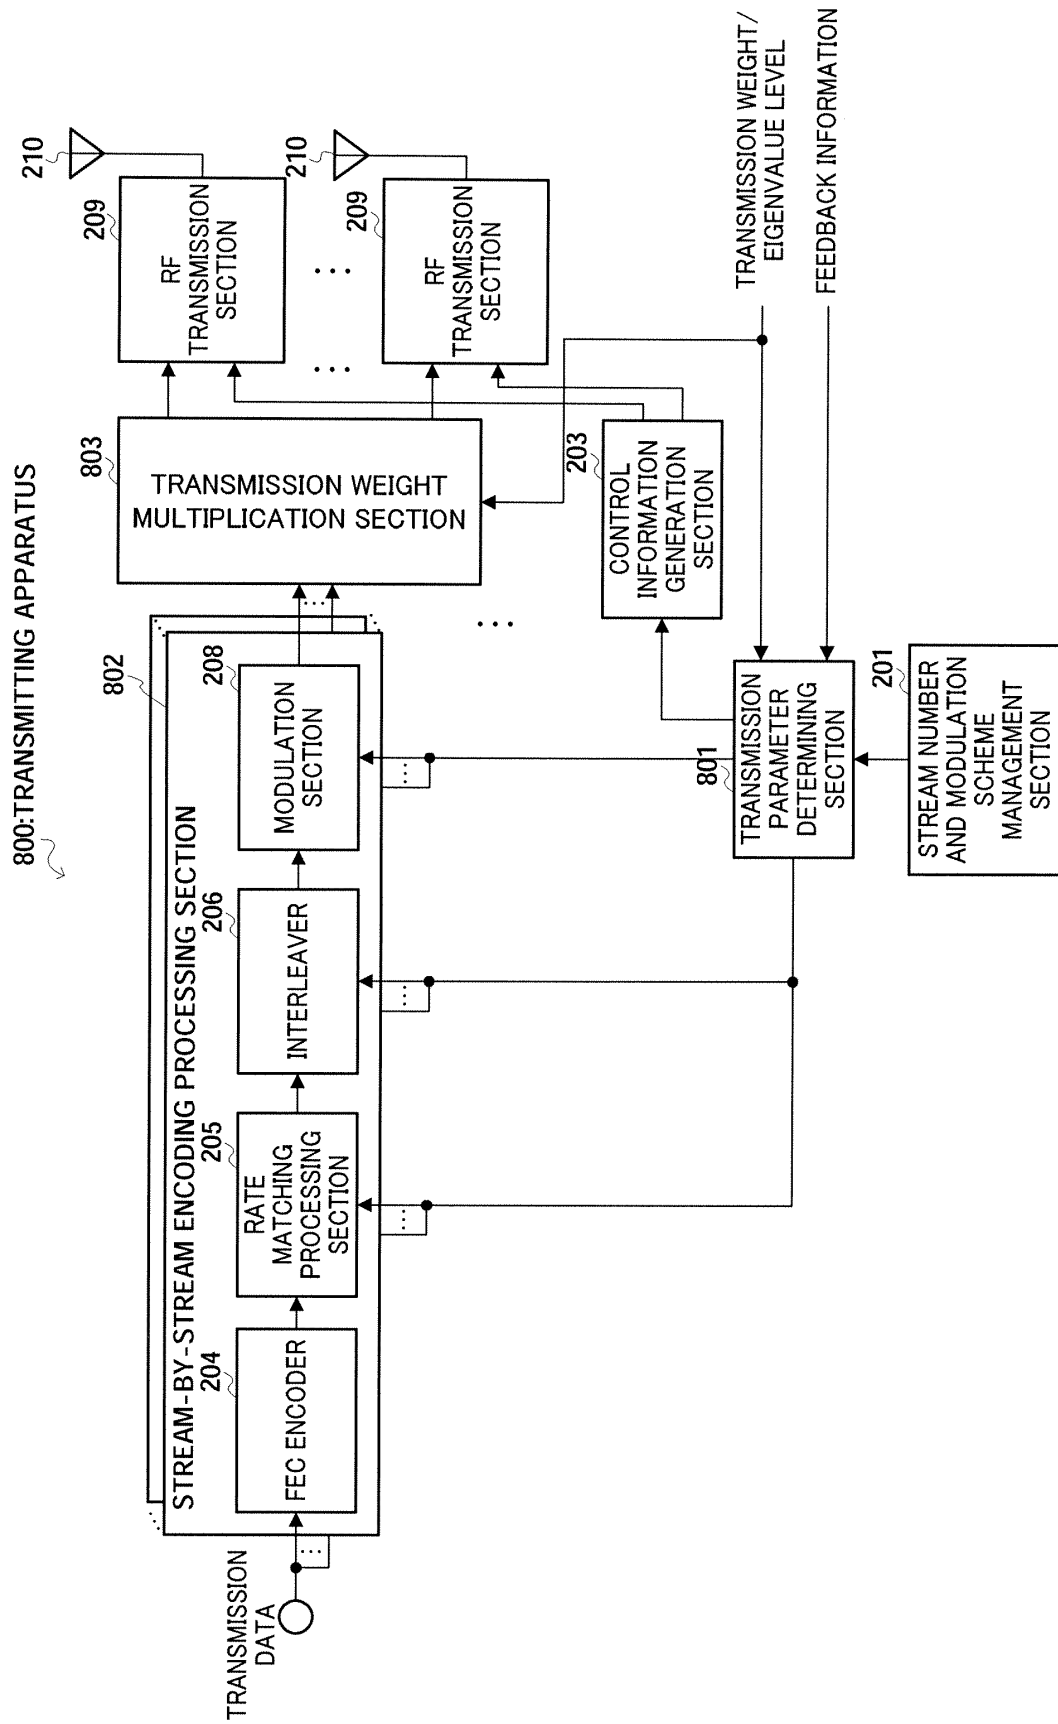 800:TRANSMITTING APPARATUS
802
STREAM-BY-STREAM ENCODING PROCESSING SECTION
TRANSMISSION
DATA
204
FEC ENCODER
205
RATE
MATCHING
PROCESSING
SECTION
206
INTERLEAVER
208
MODULATION
SECTION
803
TRANSMISSION WEIGHT
MULTIPLICATION SECTION
209
RF
TRANSMISSION
SECTION
210
209
RF
TRANSMISSION
SECTION
210
203
CONTROL
INFORMATION
GENERATION
SECTION
801
TRANSMISSION
PARAMETER
DETERMINING
SECTION
201
STREAM NUMBER
AND MODULATION
SCHEME
MANAGEMENT
SECTION
TRANSMISSION WEIGHT/
EIGENVALUE LEVEL
FEEDBACK INFORMATION